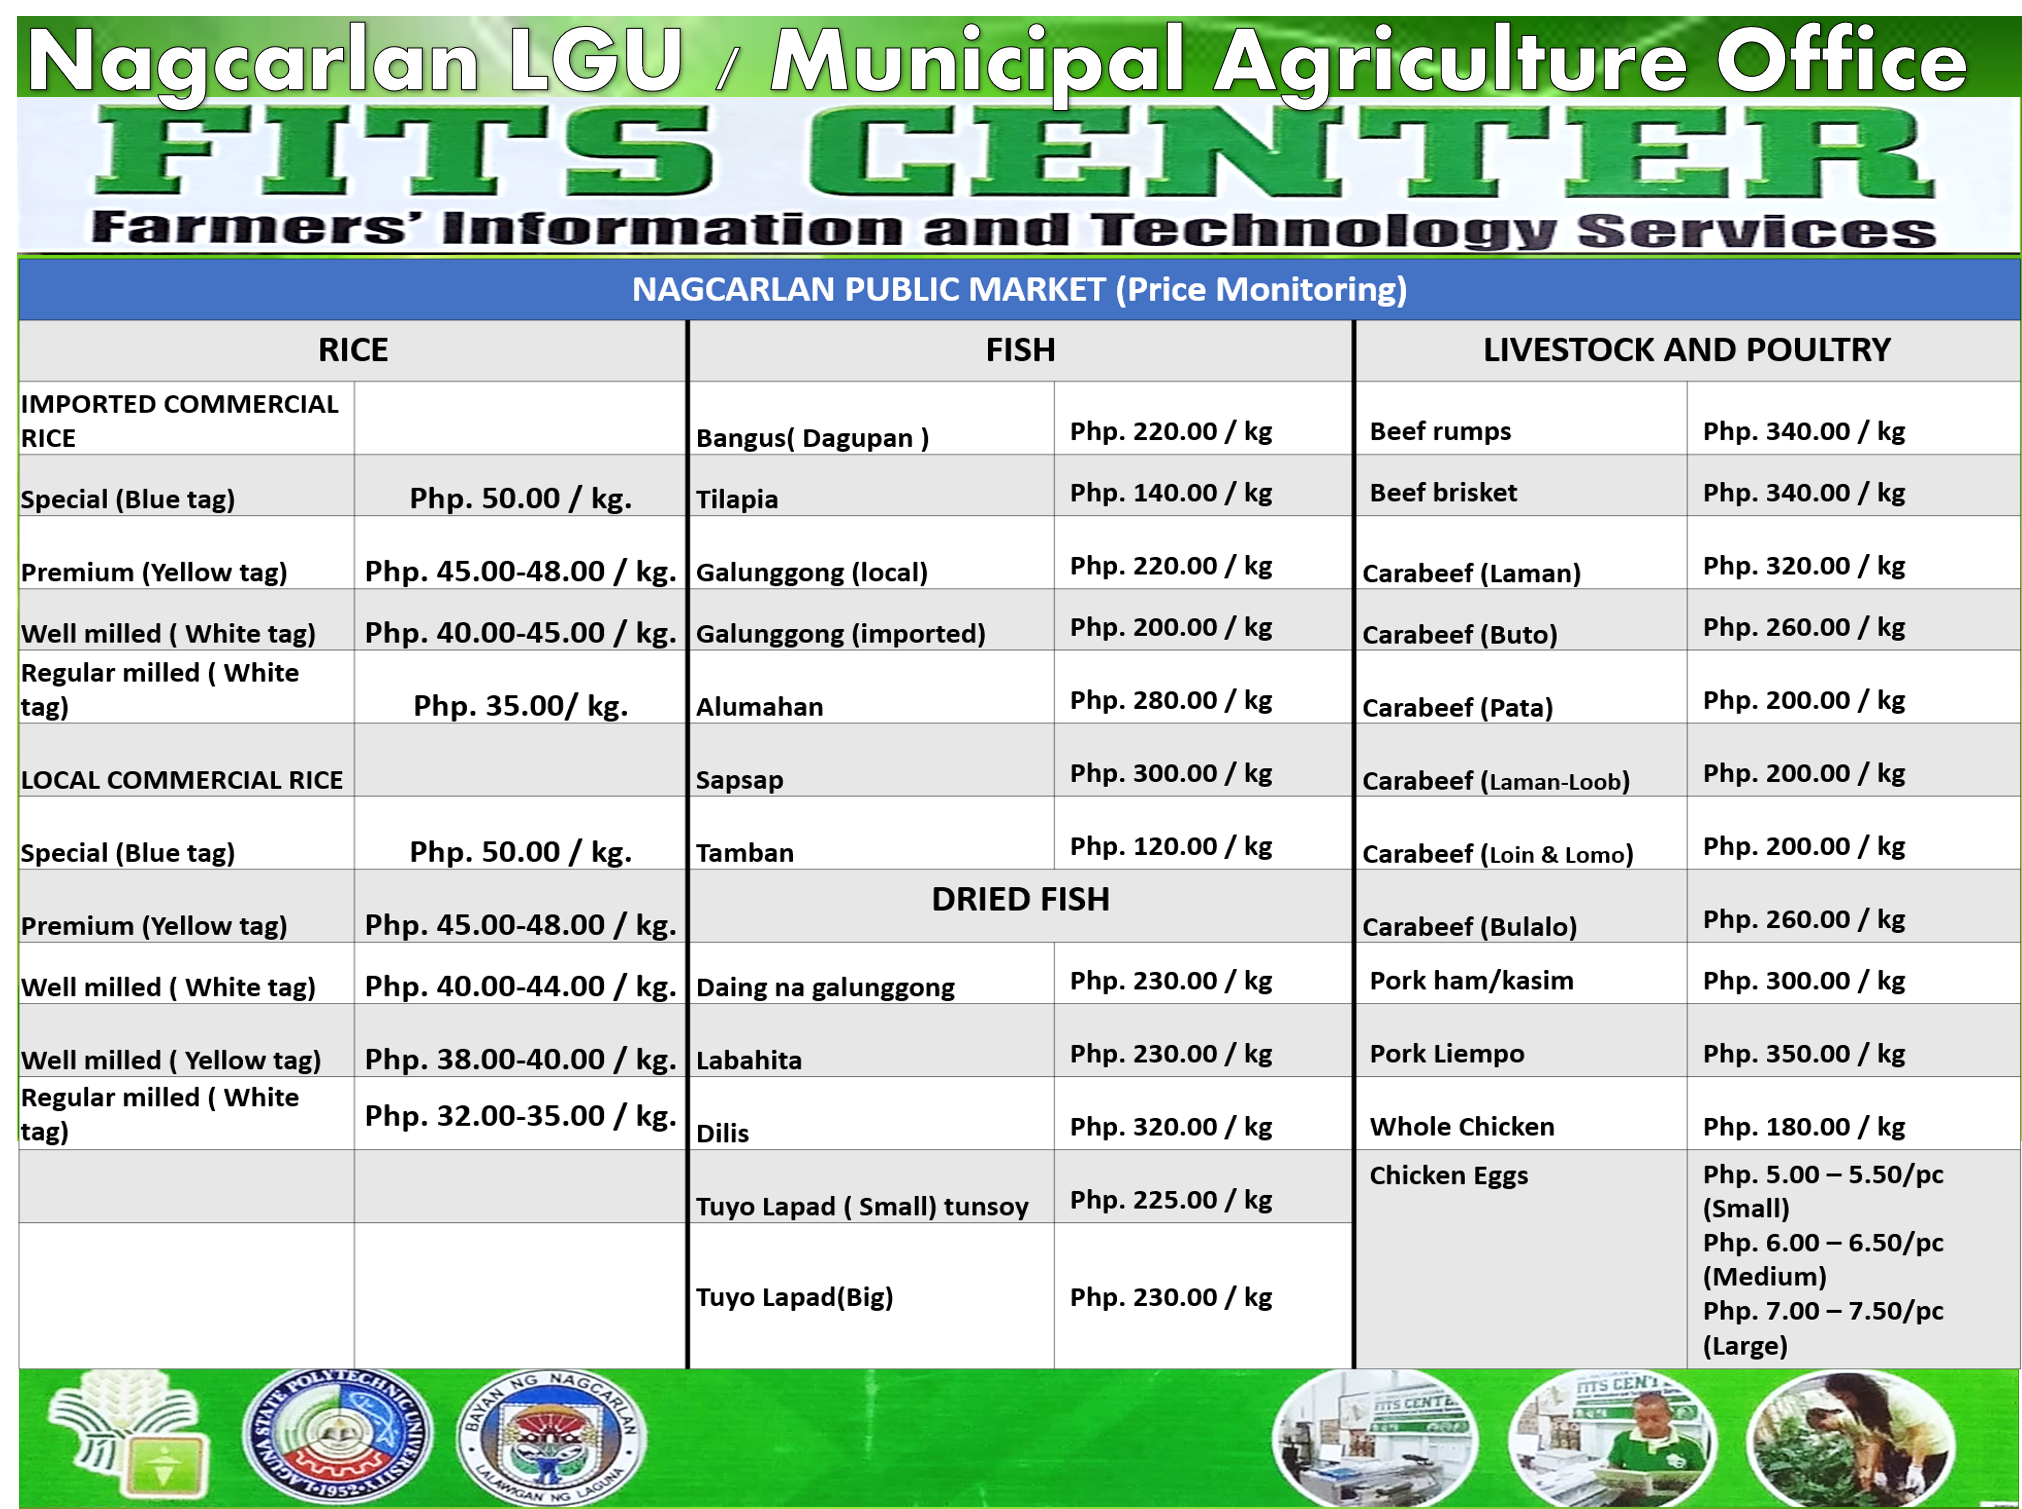 Nagcarlan LGU / Municipal Agriculture Office
FITS CENTER
Farmers' Information and Technology Services
NAGCARLAN PUBLIC MARKET (Price Monitoring)
RICE
IMPORTED COMMERCIAL
RICE
Special (Blue tag) Php. 50.00 / kg.
Premium (Yellow tag) Php. 45.00-48.00 / kg.
Well milled ( White tag) Php. 40.00-45.00 / kg.
Regular milled ( White
tag) Php. 35.00/ kg.
LOCAL COMMERCIAL RICE
Special (Blue tag) Php. 50.00 / kg.
Premium (Yellow tag) Php. 45.00-48.00 / kg.
Well milled ( White tag) Php. 40.00-44.00 / kg.
Well milled ( Yellow tag) Php. 38.00-40.00 / kg.
Regular milled ( White
tag) Php. 32.00-35.00 / kg.
FISH
Bangus( Dagupan ) Php. 220.00 / kg
Tilapia Php. 140.00 / kg
Galunggong (local) Php. 220.00 / kg
Galunggong (imported) Php. 200.00 / kg
Alumahan Php. 280.00 / kg
Sapsap Php. 300.00 / kg
Tamban Php. 120.00 / kg
DRIED FISH
Daing na galunggong Php. 230.00 / kg
Labahita Php. 230.00 / kg
Dilis Php. 320.00 / kg
Tuyo Lapad ( Small) tunsoy Php. 225.00 / kg
Tuyo Lapad(Big) Php. 230.00 / kg
LIVESTOCK AND POULTRY
Beef rumps Php. 340.00 / kg
Beef brisket Php. 340.00 / kg
Carabeef (Laman) Php. 320.00 / kg
Carabeef (Buto) Php. 260.00 / kg
Carabeef (Pata) Php. 200.00 / kg
Carabeef (Laman-Loob) Php. 200.00 / kg
Carabeef (Loin & Lomo) Php. 200.00 / kg
Carabeef (Bulalo) Php. 260.00 / kg
Pork ham/kasim Php. 300.00 / kg
Pork Liempo Php. 350.00 / kg
Whole Chicken Php. 180.00 / kg
Chicken Eggs Php. 5.00 – 5.50/pc
(Small)
Php. 6.00 – 6.50/pc
(Medium)
Php. 7.00 – 7.50/pc
(Large)
LAGUNA STATE POLYTECHNIC UNIVERSITY
1952
BAYAN NG NAGCARLAN
LALAWIGAN NG LAGUNA
FITS CENTE
FITS CEN